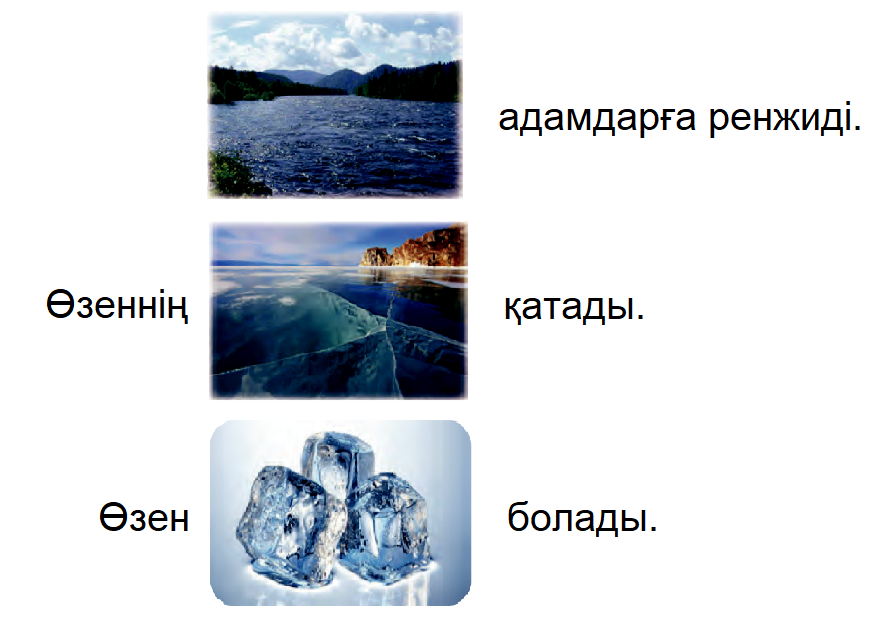 адамдарға ренжиді.
Өзеннің қатады.
Өзен болады.